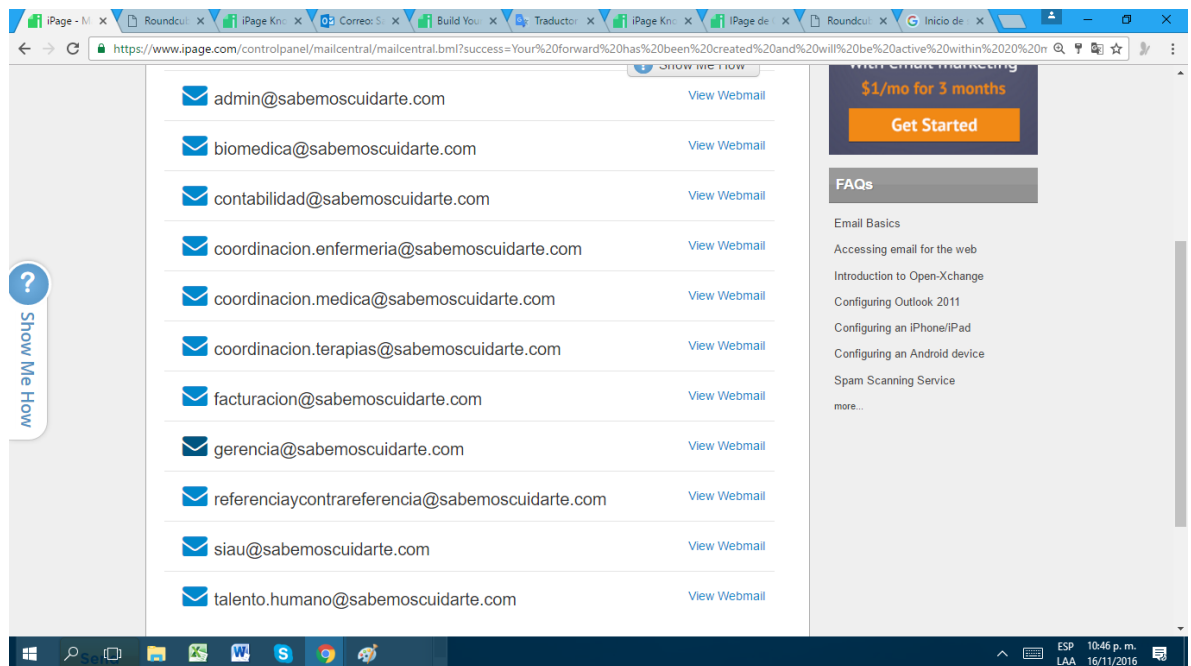 iPage - M
Roundcul
iPage Kno
Correo: S
Build You
Traductor
iPage Kno
IPage de
Roundcul
Inicio de
https://www.ipage.com/controlpanel/mailcentral/mailcentral.bml?success=Your%20forward%20has%20been%20created%20and%20will%20be%20active%20within%2020%20m
Show Me How
admin@sabemoscuidarte.com View Webmail
biomedica@sabemoscuidarte.com View Webmail
contabilidad@sabemoscuidarte.com View Webmail
coordinacion.enfermeria@sabemoscuidarte.com View Webmail
coordinacion.medica@sabemoscuidarte.com View Webmail
coordinacion.terapias@sabemoscuidarte.com View Webmail
facturacion@sabemoscuidarte.com View Webmail
gerencia@sabemoscuidarte.com View Webmail
referenciaycontrareferencia@sabemoscuidarte.com View Webmail
siau@sabemoscuidarte.com View Webmail
talento.humano@sabemoscuidarte.com View Webmail
with email marketing
$1/mo for 3 months
Get Started
FAQs
Email Basics
Accessing email for the web
Introduction to Open-Xchange
Configuring Outlook 2011
Configuring an iPhone/iPad
Configuring an Android device
Spam Scanning Service
more...
? Show Me How
ESP 10:46 p. m.
LAA 16/11/2016